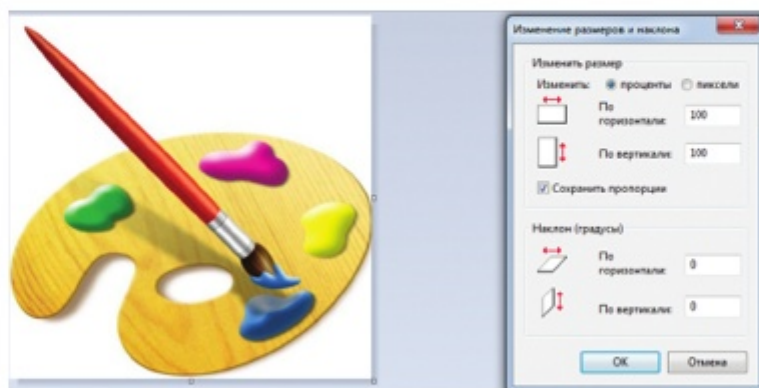 Изменение размеров и наклона
Изменить размер
Изменить: проценты пиксели
По горизонтали: 100
По вертикали: 100
Сохранить пропорции
Наклон (градусы)
По горизонтали: 0
По вертикали: 0
ОК Отмена